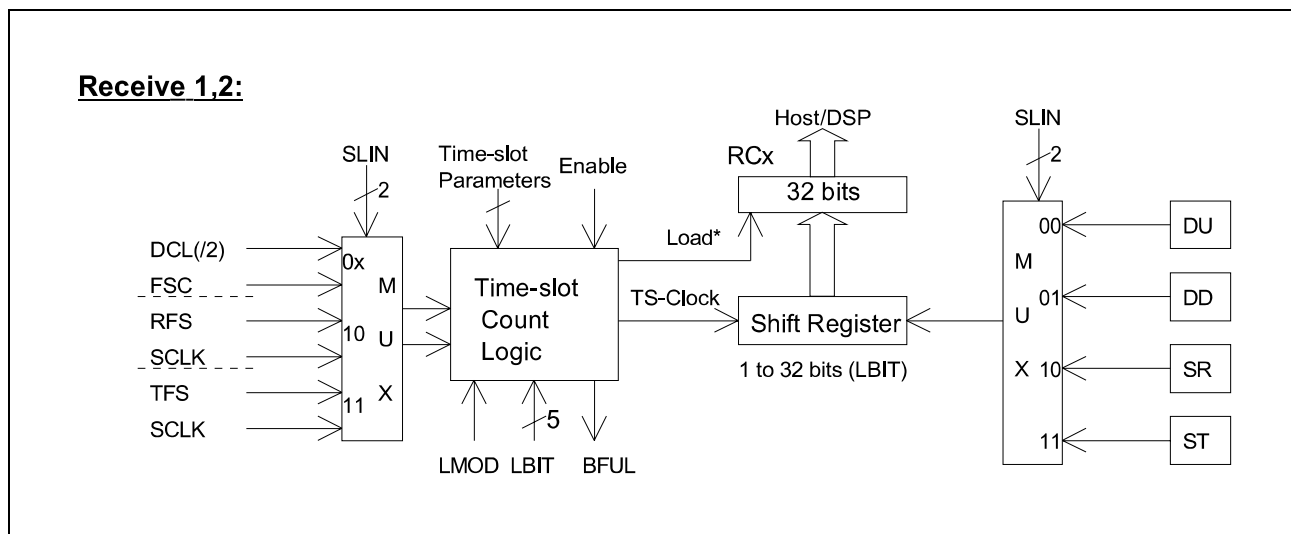 Receive 1,2:
Host/DSP
SLIN
SLIN
Time-slot
Parameters
Enable
RCx
2
2
32 bits
DCL(/2)
0x
FSC
M
RFS
10
U
SCLK
TFS
11
X
SCLK
Time-slot
Count
Logic
Load*
TS-Clock
Shift Register
1 to 32 bits (LBIT)
5
LMOD
LBIT
BFUL
00
M
01
U
10
X
11
DU
DD
SR
ST